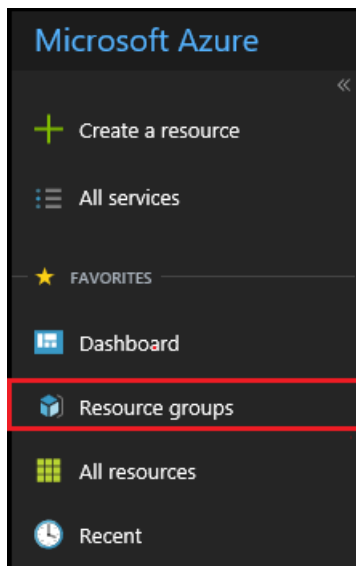 Microsoft Azure
«
Create a resource
All services
FAVORITES
Dashboard
Resource groups
All resources
Recent